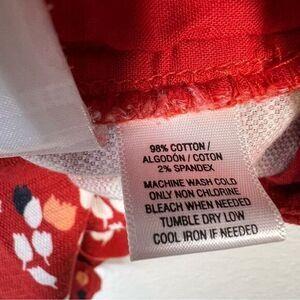 98% COTTON/
ALGODÓN / COTON
2% SPANDEX
MACHINE WASH COLD
ONLY NON CHLORINE
BLEACH WHEN NEEDED
TUMBLE DRY LOW
COOL IRON IF NEEDED